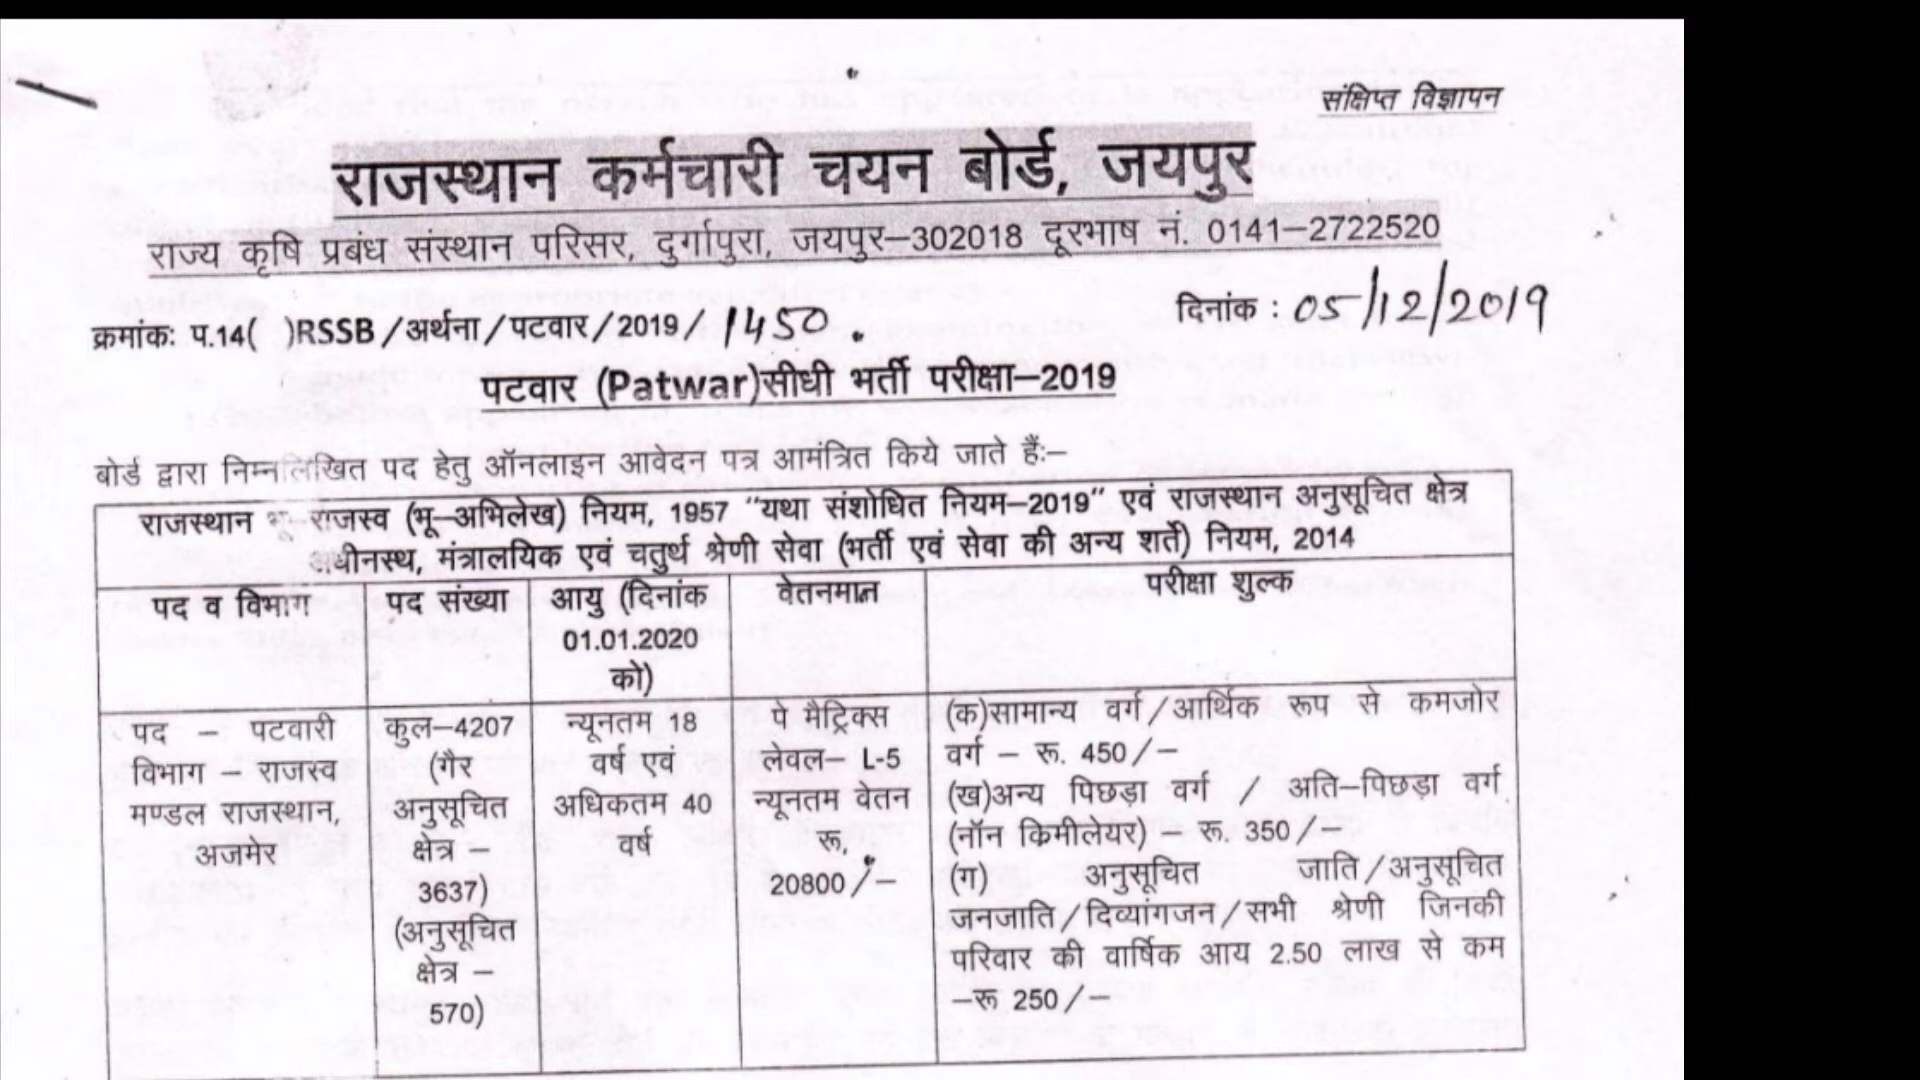 संक्षिप्त विज्ञापन
राजस्थान कर्मचारी चयन बोर्ड, जयपुर
राज्य कृषि प्रबंध संस्थान परिसर, दुर्गापुरा, जयपुर–302018 दूरभाष नं. 0141–2722520
क्रमांकः प.14( )RSSB/अर्थना/पटवार/2019/1450
दिनांक : 05/12/2019
पटवार (Patwar)सीधी भर्ती परीक्षा–2019
बोर्ड द्वारा निम्नलिखित पद हेतु ऑनलाइन आवेदन पत्र आमंत्रित किये जाते हैंः–
राजस्थान भू राजस्व (भू–अभिलेख) नियम, 1957 "यथा संशोधित नियम–2019" एवं राजस्थान अनुसूचित क्षेत्र
अधीनस्थ, मंत्रालयिक एवं चतुर्थ श्रेणी सेवा (भर्ती एवं सेवा की अन्य शर्तें) नियम, 2014
पद व विभाग
पद संख्या
आयु (दिनांक
01.01.2020
को)
वेतनमान
परीक्षा शुल्क
पद – पटवारी
विभाग – राजस्व
मण्डल राजस्थान,
अजमेर
कुल–4207
(गैर
अनुसूचित
क्षेत्र –
3637)
(अनुसूचित
क्षेत्र –
570)
न्यूनतम 18
वर्ष एवं
अधिकतम 40
वर्ष
पे मैट्रिक्स
लेवल– L-5
न्यूनतम वेतन
रू.
20800/–
(क)सामान्य वर्ग/आर्थिक रूप से कमजोर
वर्ग – रू. 450/–
(ख)अन्य पिछड़ा वर्ग / अति–पिछड़ा वर्ग
(नॉन क्रिमीलेयर) – रू. 350/–
(ग) अनुसूचित जाति/अनुसूचित
जनजाति/दिव्यांगजन/सभी श्रेणी जिनकी
परिवार की वार्षिक आय 2.50 लाख से कम
–रू 250/–